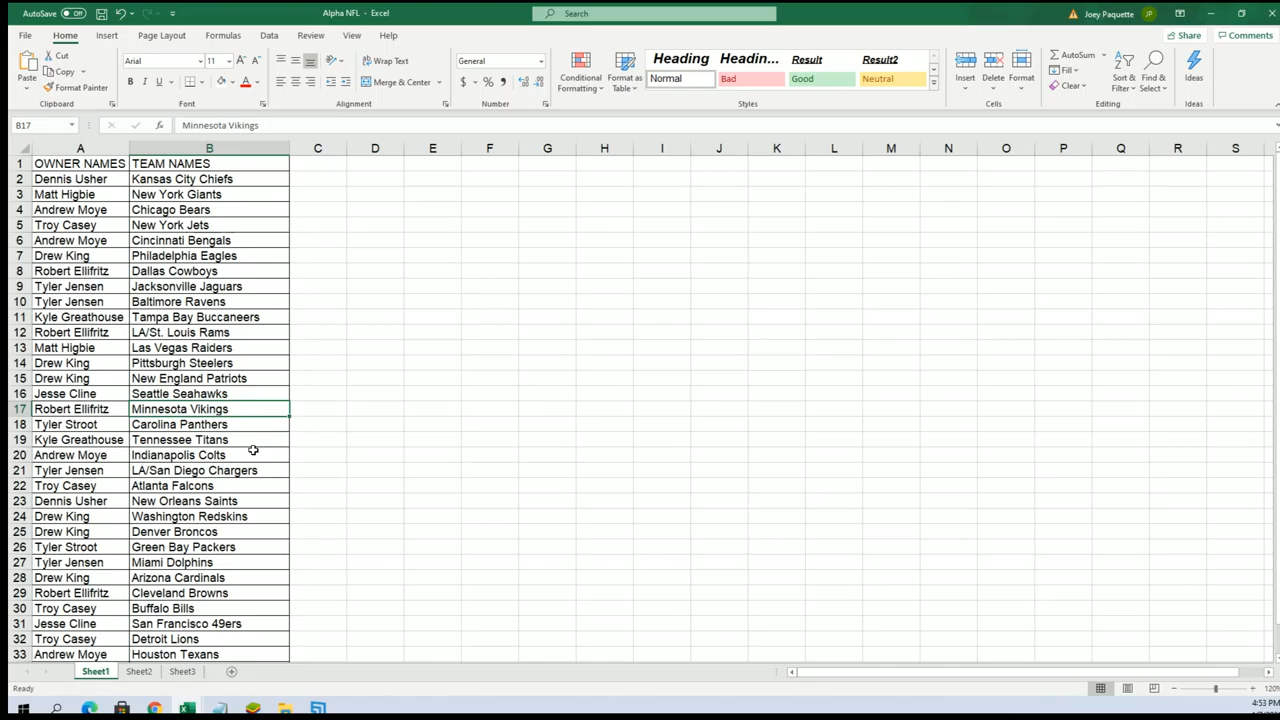 AutoSave Off Alpha NFL - Excel Search Joey Paquette JP
File Home Insert Page Layout Formulas Data Review View Help Share Comments
Paste Cut Copy Format Painter Clipboard
Arial 11 A A B I U A Font
Wrap Text Merge & Center Alignment
General $ % Number
Conditional Formatting Format as Table
Heading Headin... Result Result2
Normal Bad Good Neutral
Styles
Insert Delete Format Cells
AutoSum Fill Clear Sort & Filter Find & Select Editing
Ideas Ideas
B17 fx Minnesota Vikings
A B C D E F G H I J K L M N O P Q R S
1 OWNER NAMES TEAM NAMES
2 Dennis Usher Kansas City Chiefs
3 Matt Higbie New York Giants
4 Andrew Moye Chicago Bears
5 Troy Casey New York Jets
6 Andrew Moye Cincinnati Bengals
7 Drew King Philadelphia Eagles
8 Robert Ellifritz Dallas Cowboys
9 Tyler Jensen Jacksonville Jaguars
10 Tyler Jensen Baltimore Ravens
11 Kyle Greathouse Tampa Bay Buccaneers
12 Robert Ellifritz LA/St. Louis Rams
13 Matt Higbie Las Vegas Raiders
14 Drew King Pittsburgh Steelers
15 Drew King New England Patriots
16 Jesse Cline Seattle Seahawks
17 Robert Ellifritz Minnesota Vikings
18 Tyler Stroot Carolina Panthers
19 Kyle Greathouse Tennessee Titans
20 Andrew Moye Indianapolis Colts
21 Tyler Jensen LA/San Diego Chargers
22 Troy Casey Atlanta Falcons
23 Dennis Usher New Orleans Saints
24 Drew King Washington Redskins
25 Drew King Denver Broncos
26 Tyler Stroot Green Bay Packers
27 Tyler Jensen Miami Dolphins
28 Drew King Arizona Cardinals
29 Robert Ellifritz Cleveland Browns
30 Troy Casey Buffalo Bills
31 Jesse Cline San Francisco 49ers
32 Troy Casey Detroit Lions
33 Andrew Moye Houston Texans
Sheet1 Sheet2 Sheet3
Ready 120%
4:53 PM